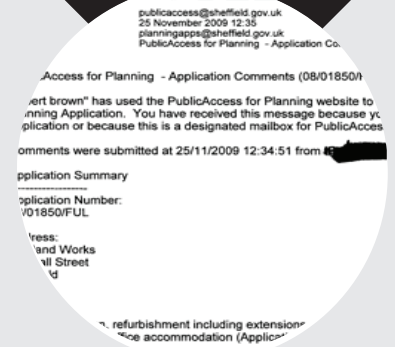 publicaccess@sheffield.gov.uk
25 November 2009 12:35
planningapps@sheffield.gov.uk
PublicAccess for Planning - Application Co
Access for Planning - Application Comments (08/01850/
ert brown" has used the PublicAccess for Planning website to
nning Application. You have received this message because yo
plication or because this is a designated mailbox for PublicAcces
omments were submitted at 25/11/2009 12:34:51 from
pplication Summary
---------------
pplication Number:
/01850/FUL
ress:
and Works
all Street
ld
refurbishment including extensions
ice accommodation (Applicat